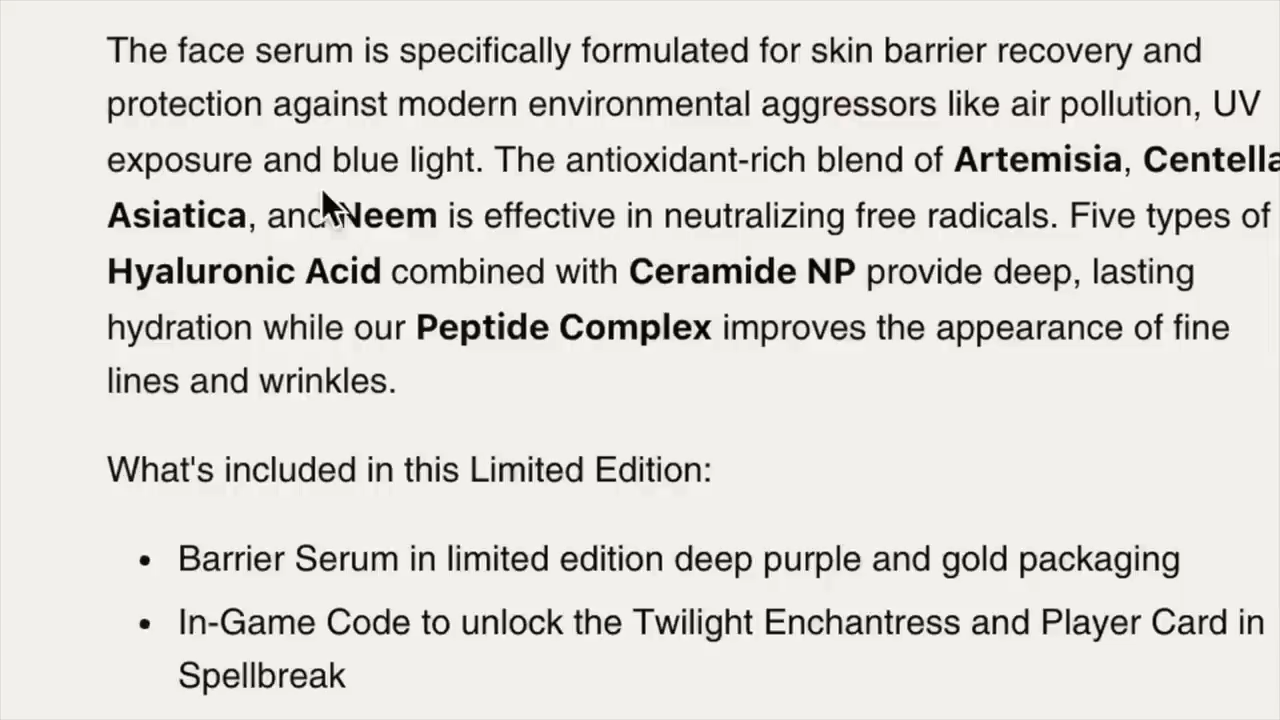 The face serum is specifically formulated for skin barrier recovery and
protection against modern environmental aggressors like air pollution, UV
exposure and blue light. The antioxidant-rich blend of Artemisia, Centella
Asiatica, and Neem is effective in neutralizing free radicals. Five types of
Hyaluronic Acid combined with Ceramide NP provide deep, lasting
hydration while our Peptide Complex improves the appearance of fine
lines and wrinkles.
What's included in this Limited Edition:
• Barrier Serum in limited edition deep purple and gold packaging
• In-Game Code to unlock the Twilight Enchantress and Player Card in
Spellbreak